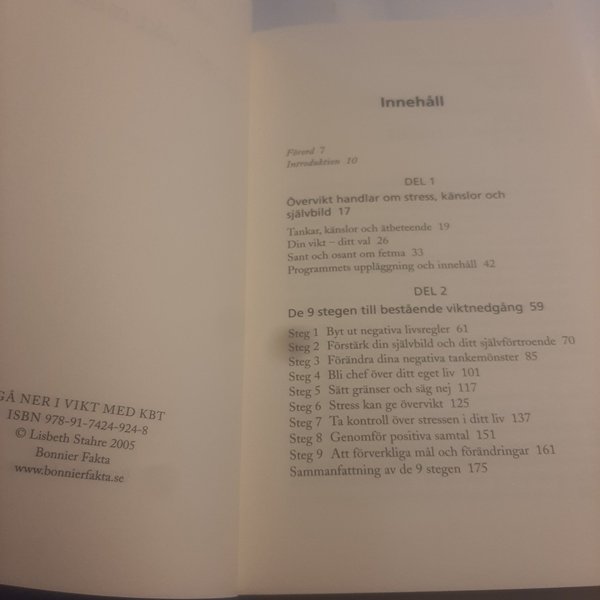 GÅ NER I VIKT MED KBT
ISBN 978-91-7424-924-8
© Lisbeth Stahre 2005
Bonnier Fakta
www.bonnierfakta.se
Innehåll
Förord 7
Introduktion 10
DEL 1
Övervikt handlar om stress, känslor och
självbild 17
Tankar, känslor och ätbeteende 19
Din vikt – ditt val 26
Sant och osant om fetma 33
Programmets uppläggning och innehåll 42
DEL 2
De 9 stegen till bestående viktnedgång 59
Steg 1 Byt ut negativa livsregler 61
Steg 2 Förstärk din självbild och ditt självförtroende 70
Steg 3 Förändra dina negativa tankemönster 85
Steg 4 Bli chef över ditt eget liv 101
Steg 5 Sätt gränser och säg nej 117
Steg 6 Stress kan ge övervikt 125
Steg 7 Ta kontroll över stressen i ditt liv 137
Steg 8 Genomför positiva samtal 151
Steg 9 Att förverkliga mål och förändringar 161
Sammanfattning av de 9 stegen 175